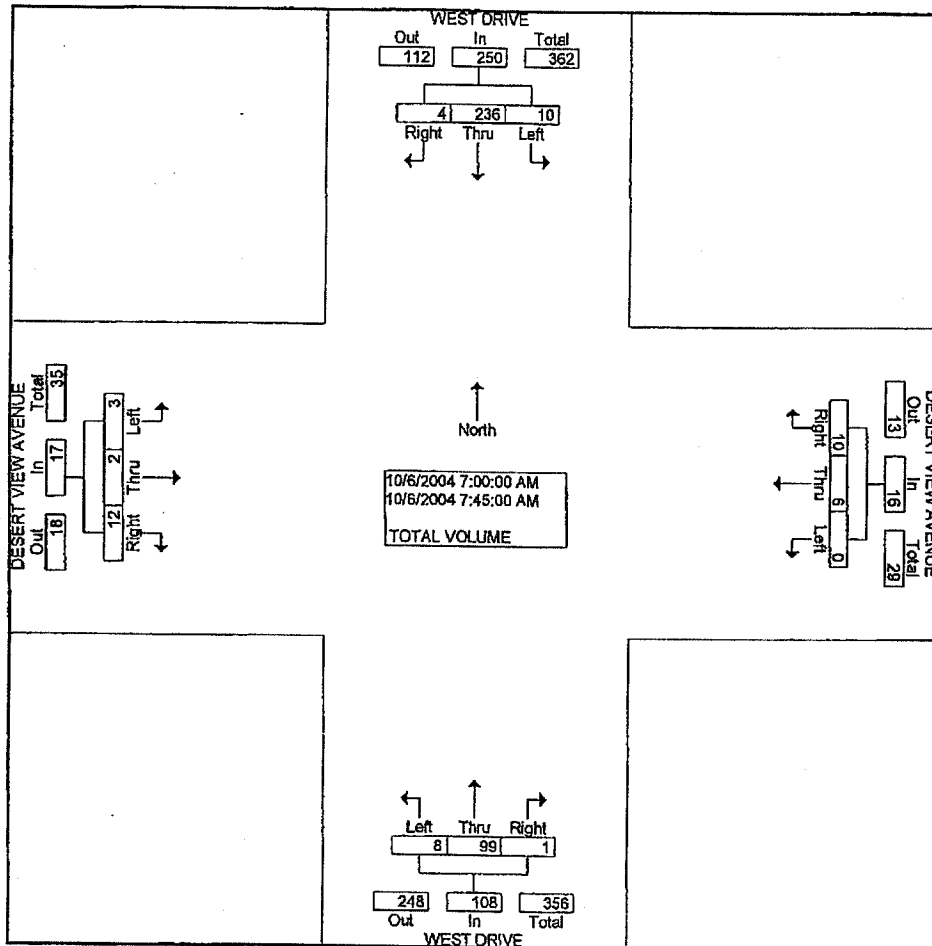 WEST DRIVE
Out In Total
112 250 362
4 236 10
Right Thru Left
DESERT VIEW AVENUE
Total In Out
35 17 18
3 2 12
Left Thru Right
North
10/6/2004 7:00:00 AM
10/6/2004 7:45:00 AM
TOTAL VOLUME
Right Thru Left
10 6 0
13 16 29
Out In Total
DESERT VIEW AVENUE
Left Thru Right
8 99 1
248 108 356
Out In Total
WEST DRIVE